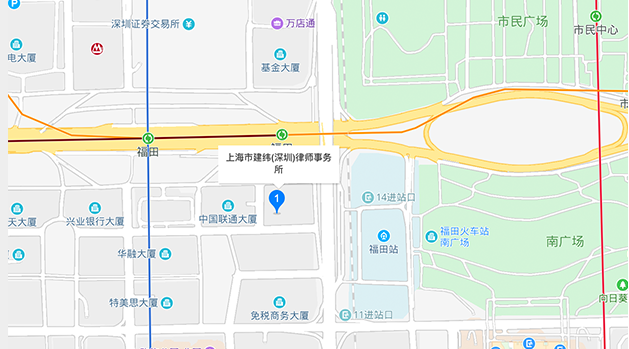 深圳证券交易所
万店通
市民广场
市民中心
电大厦
基金大厦
福田
上海市建纬(深圳)律师事务
所
1
14进站口
天大厦
兴业银行大厦
中国联通大厦
福田站
福田火车站
南广场
南广场
华融大厦
向日葵
特美思大厦
免税商务大厦
11进站口